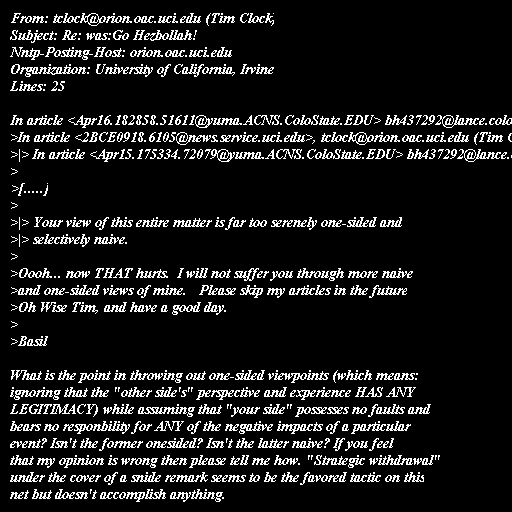 From: tclock@orion.oac.uci.edu (Tim Clock)
Subject: Re: was:Go Hezbollah!
Nntp-Posting-Host: orion.oac.uci.edu
Organization: University of California, Irvine
Lines: 25

In article <Apr16.182858.51611@yuma.ACNS.ColoState.EDU> bh437292@lance.colo
>In article <2BCE0918.6105@news.service.uci.edu>, tclock@orion.oac.uci.edu (Tim C
>|> In article <Apr15.175334.72079@yuma.ACNS.ColoState.EDU> bh437292@lance.
>
>[.....]
>
>|> Your view of this entire matter is far too serenely one-sided and
>|> selectively naive.
>
>Oooh... now THAT hurts.  I will not suffer you through more naive
>and one-sided views of mine.   Please skip my articles in the future
>Oh Wise Tim, and have a good day.
>
>Basil

What is the point in throwing out one-sided viewpoints (which means:
ignoring that the "other side's" perspective and experience HAS ANY
LEGITIMACY) while assuming that "your side" possesses no faults and
bears no responbility for ANY of the negative impacts of a particular
event? Isn't the former onesided? Isn't the latter naive? If you feel
that my opinion is wrong then please tell me how. "Strategic withdrawal"
under the cover of a snide remark seems to be the favored tactic on this
net but doesn't accomplish anything.